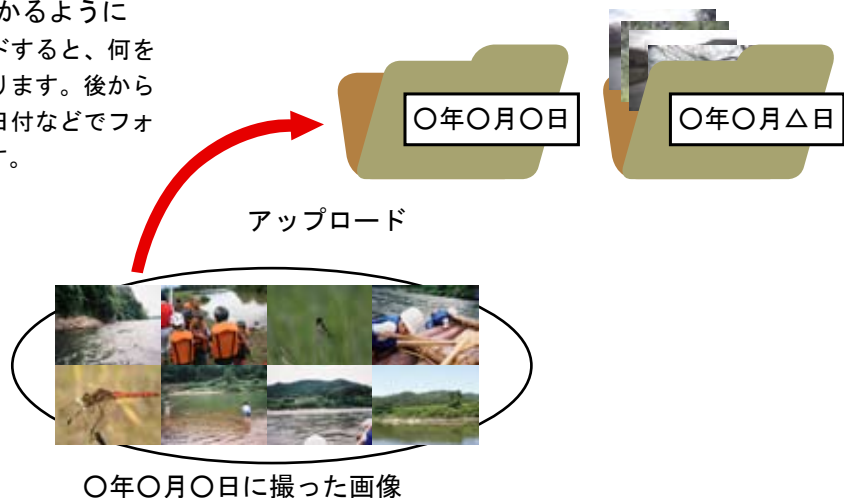 かるように
ドすると、何を
ります。後から
日付などでフォ
す。
〇年〇月〇日
〇年〇月△日
アップロード
〇年〇月〇日に撮った画像